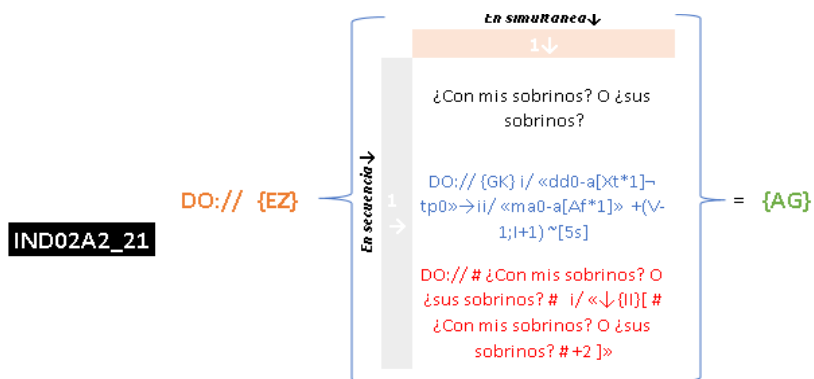 En simultanea↓
1↓
¿Con mis sobrinos? O ¿sus
sobrinos?
DO:// {GK} i/ «dd0-a[Xt*1]¬
tp0»→ii/ «ma0-a[Af*1]» +(V-
1;I+1) ~[5s]
DO:// # ¿Con mis sobrinos? O
¿sus sobrinos? # i/ «↓{II}[ #
¿Con mis sobrinos? O ¿sus
sobrinos? # +2 ]»
En secuencia↓
1
→
DO:// {EZ}
= {AG}
IND02A2_21